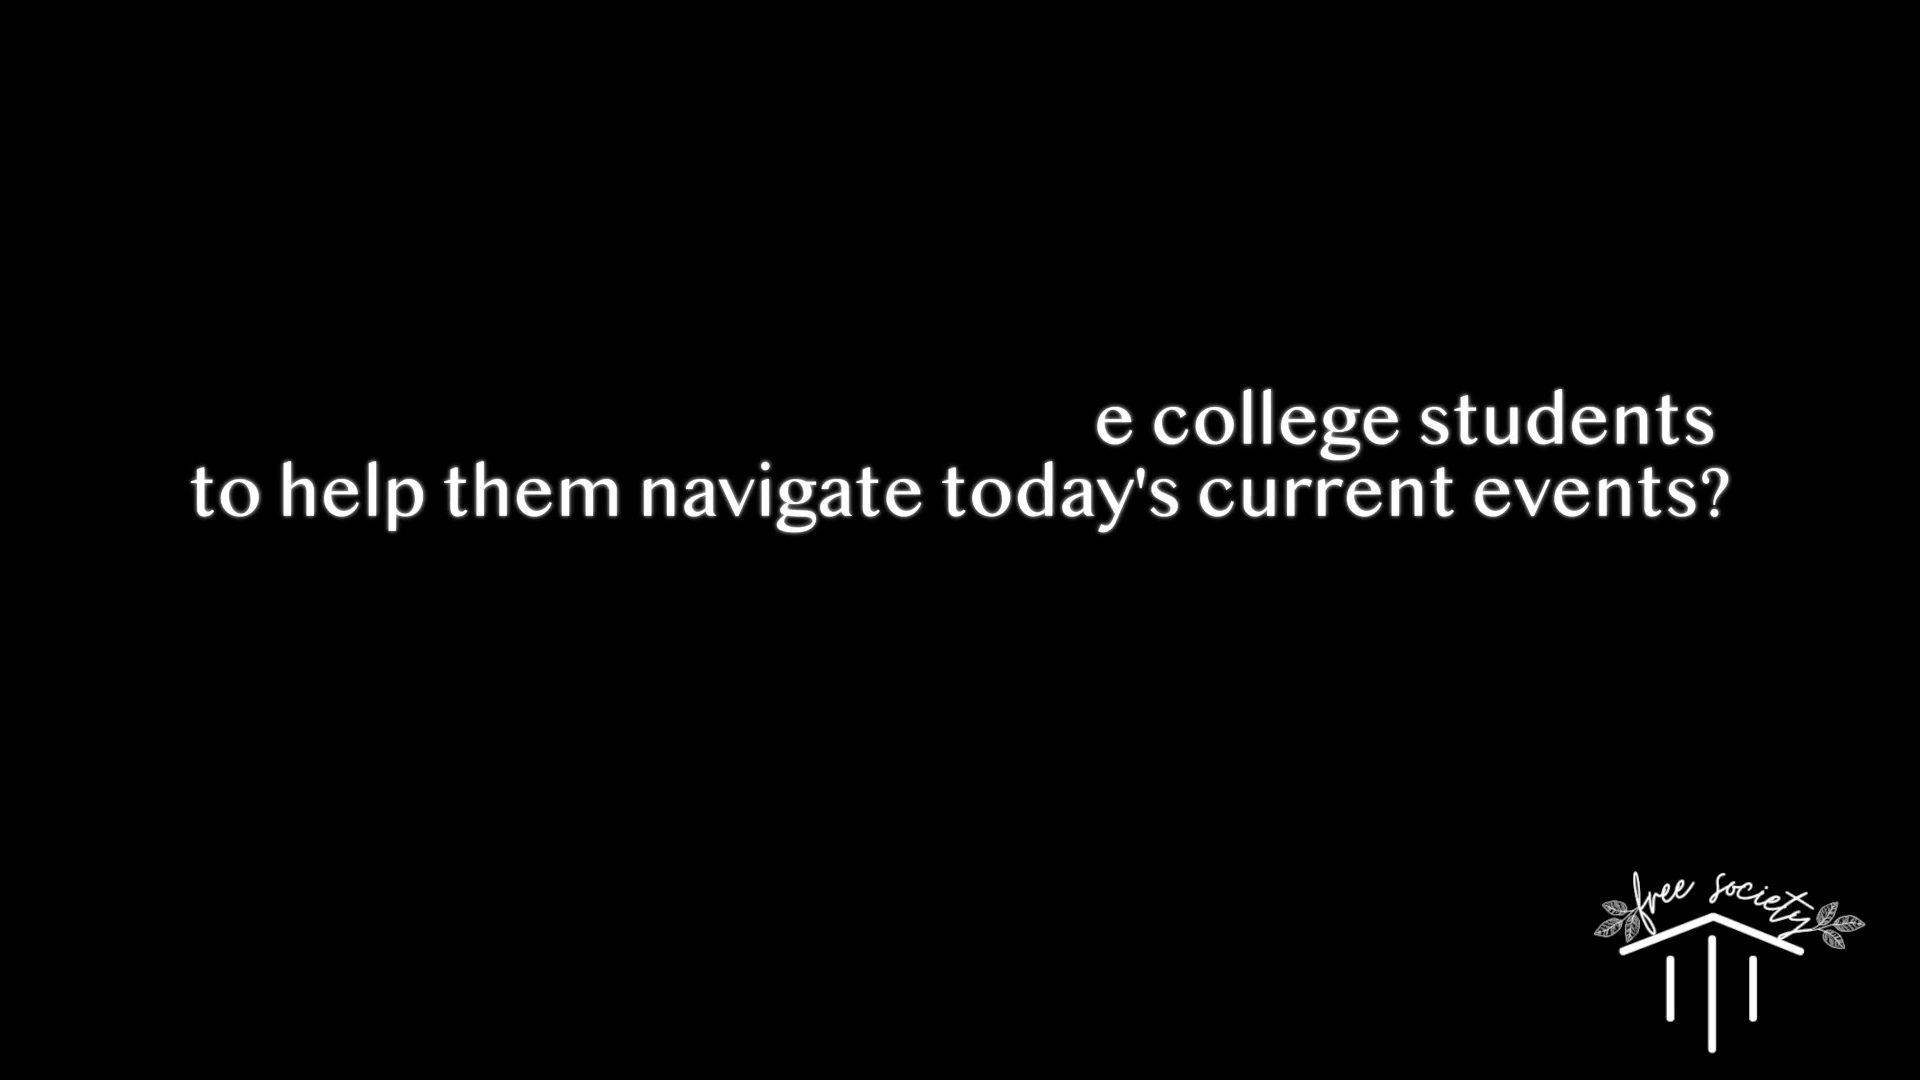 e college students
to help them navigate today's current events?
free society